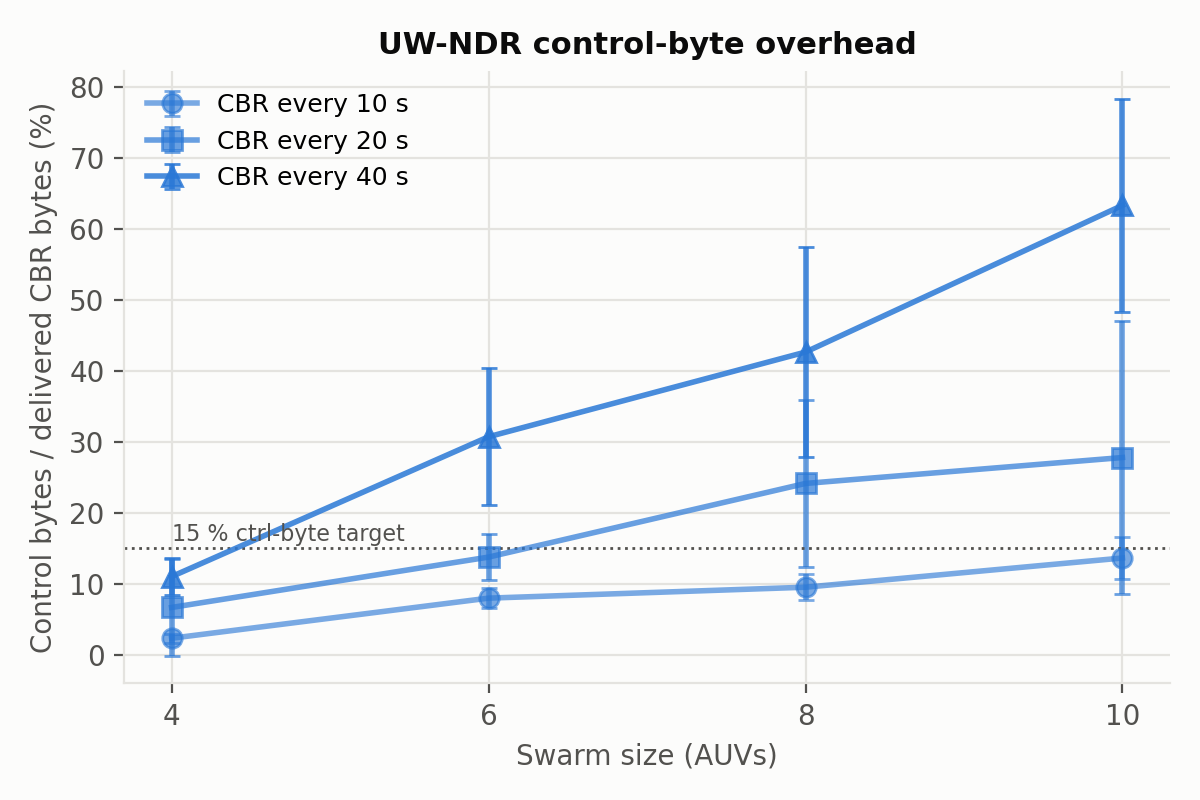 UW-NDR control-byte overhead
Control bytes / delivered CBR bytes (%)
80
70
60
50
40
30
20
10
0
CBR every 10 s
CBR every 20 s
CBR every 40 s
15 % ctrl-byte target
4 6 8 10
Swarm size (AUVs)